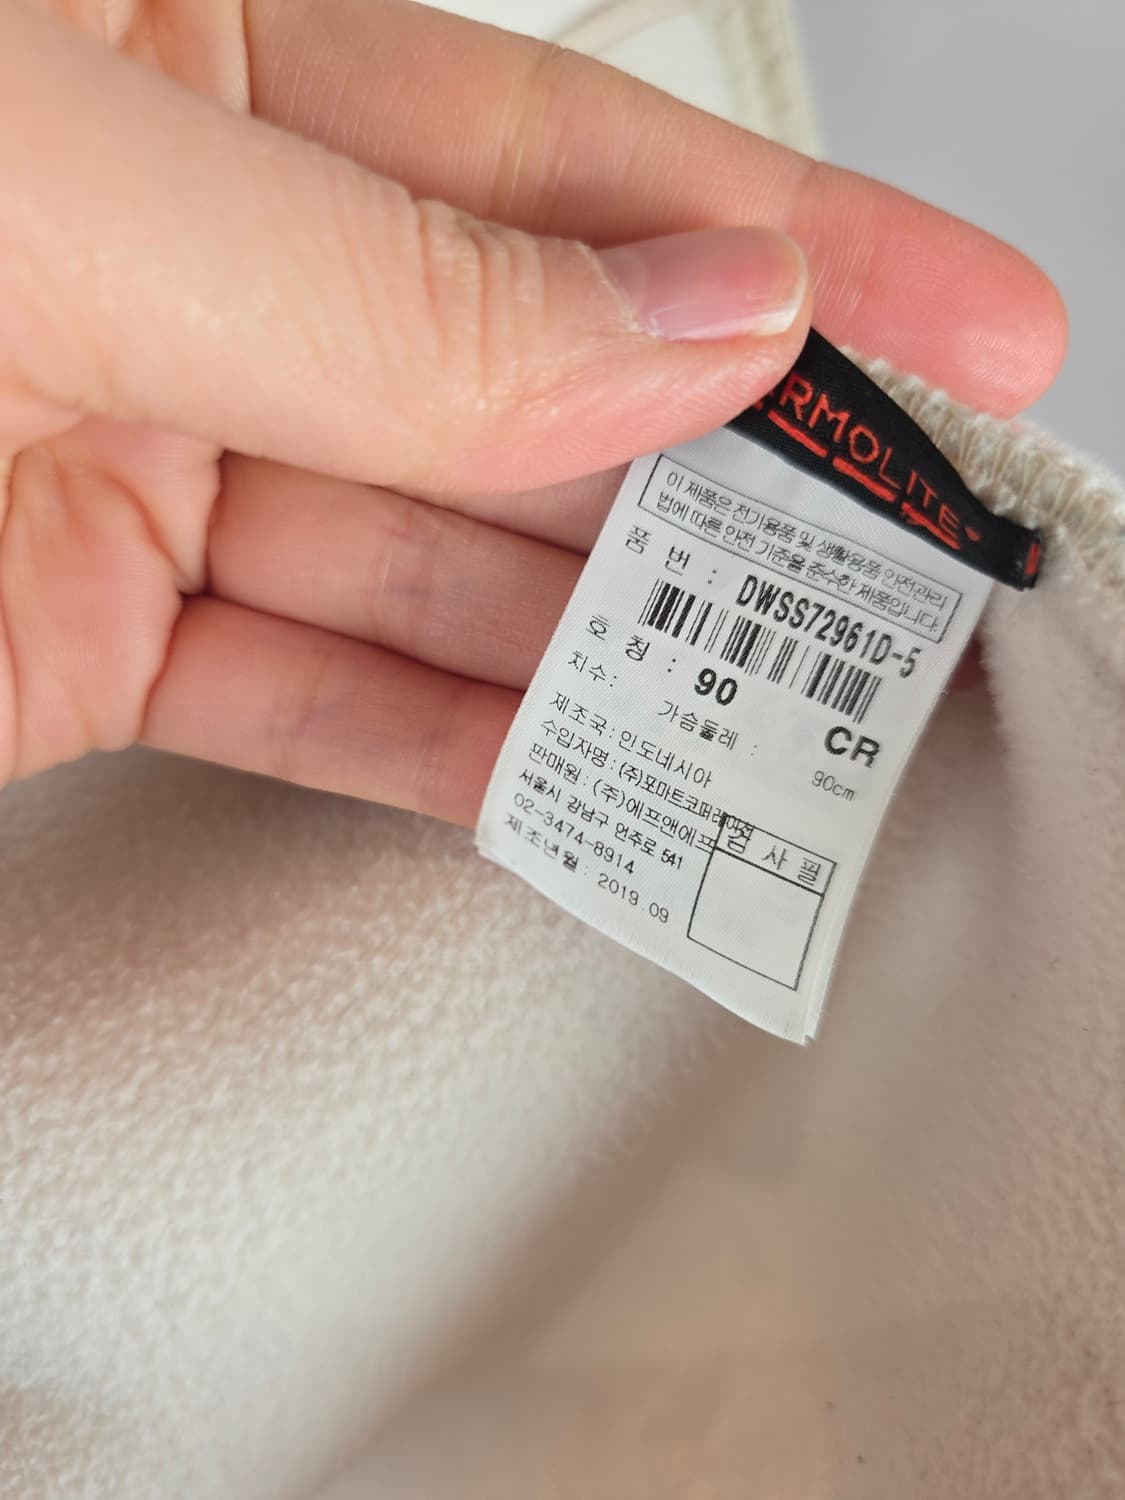 ERMOLITE
이 제품은 전기용품 및 생활용품 안전관리
법에 따른 안전 기준을 준수한 제품입니다.
품 번 : DWSS72961D-5
호 칭 : 90 CR
치수: 가슴둘레 : 90cm
제조국: 인도네시아
수입자명: (주)포마트코퍼레이션
판매원: (주)에프앤에프
서울시 강남구 언주로 541
02-3474-8914
제조년월: 2019.09
검사필